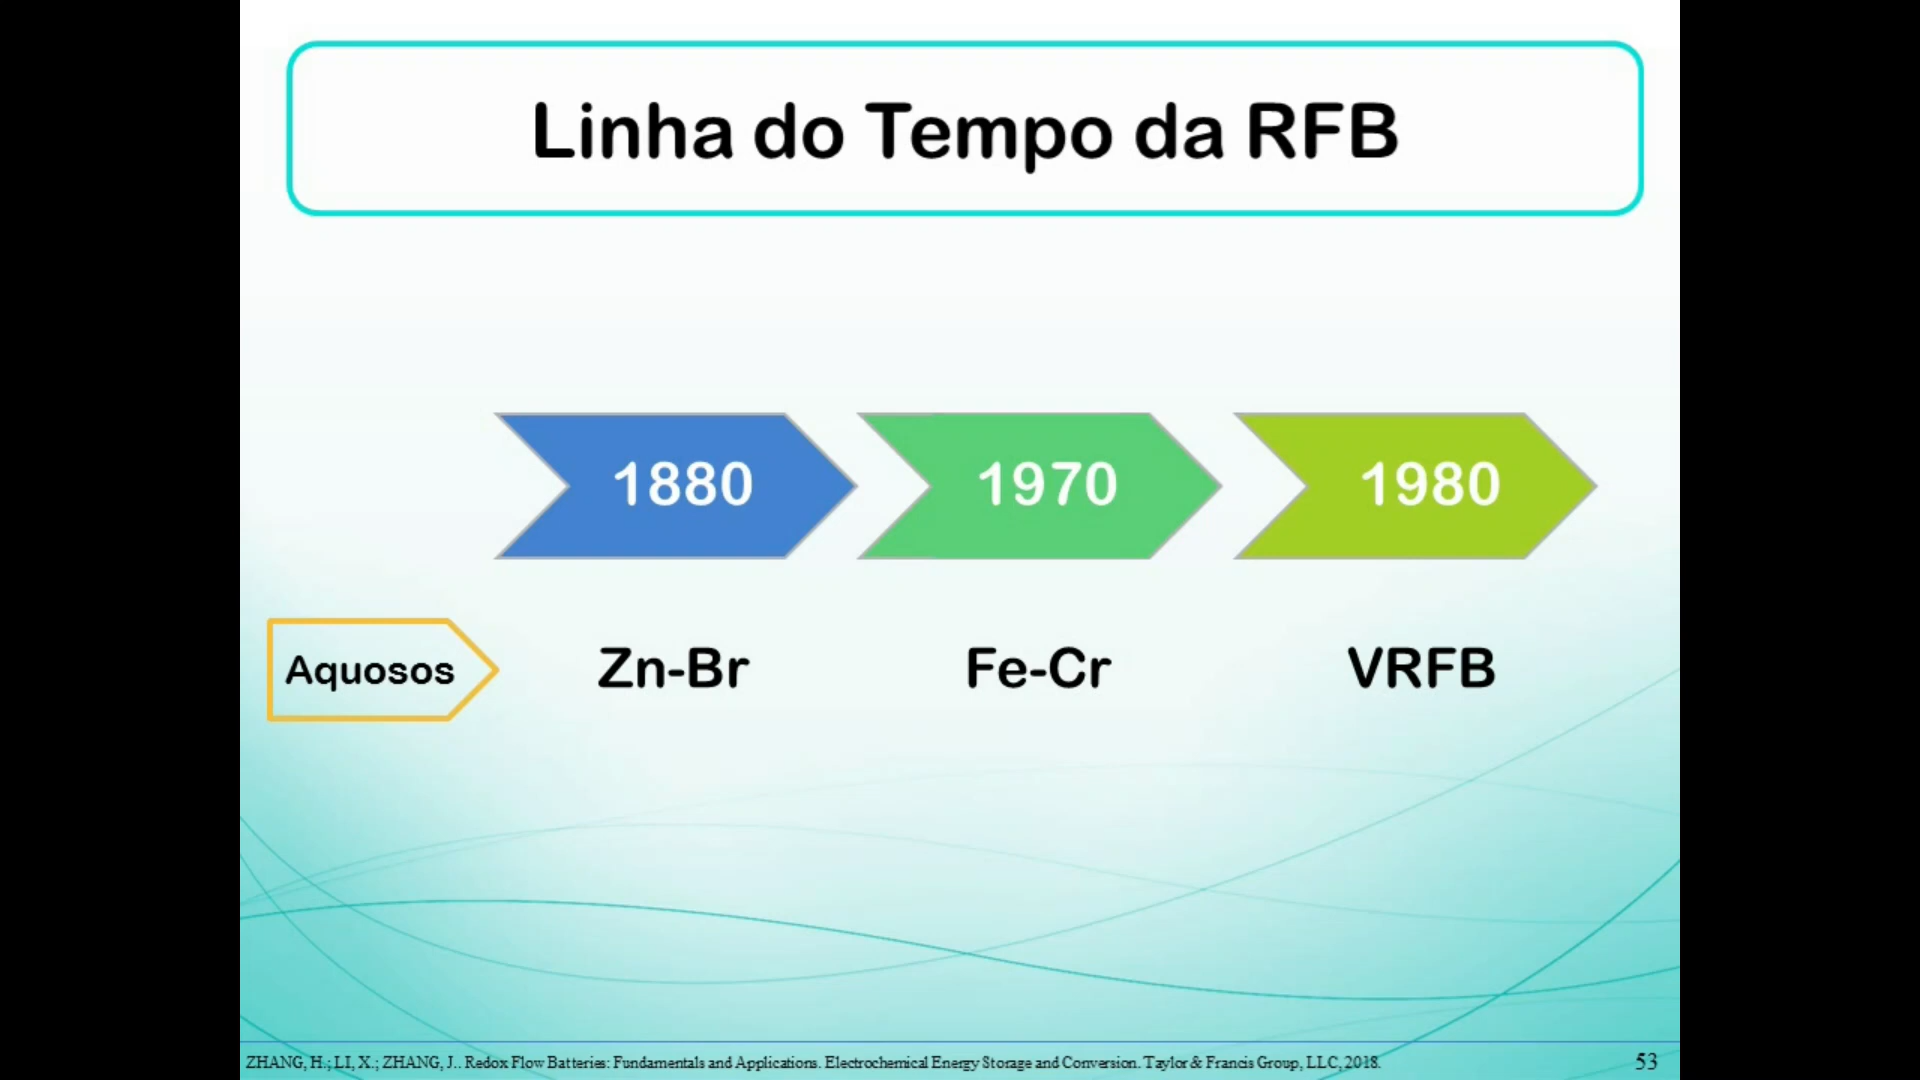 Linha do Tempo da RFB
1880 1970 1980
Aquosos Zn-Br Fe-Cr VRFB
ZHANG, H.; LI, X.; ZHANG, J.. Redox Flow Batteries: Fundamentals and Applications. Electrochemical Energy Storage and Conversion. Taylor & Francis Group, LLC, 2018. 53